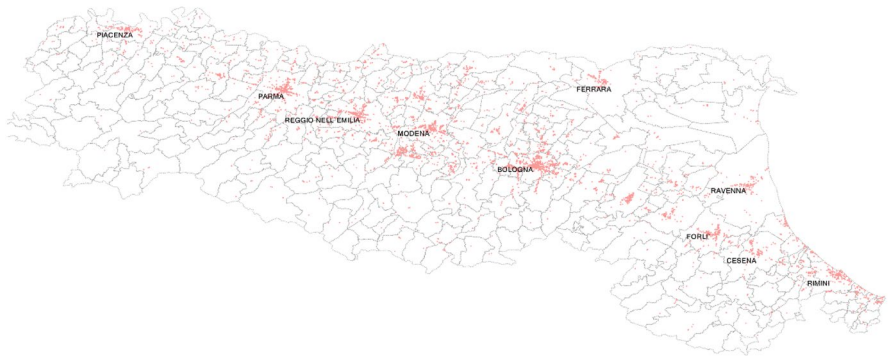 PIACENZA
PARMA
FERRARA
REGGIO NELL'EMILIA
MODENA
BOLOGNA
RAVENNA
FORLI'
CESENA
RIMINI